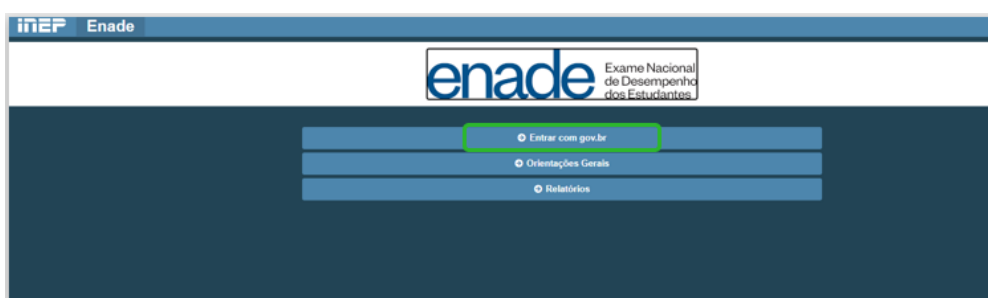 inep Enade
enade Exame Nacional
de Desempenho
dos Estudantes
Entrar com gov.br
Orientações Gerais
Relatórios